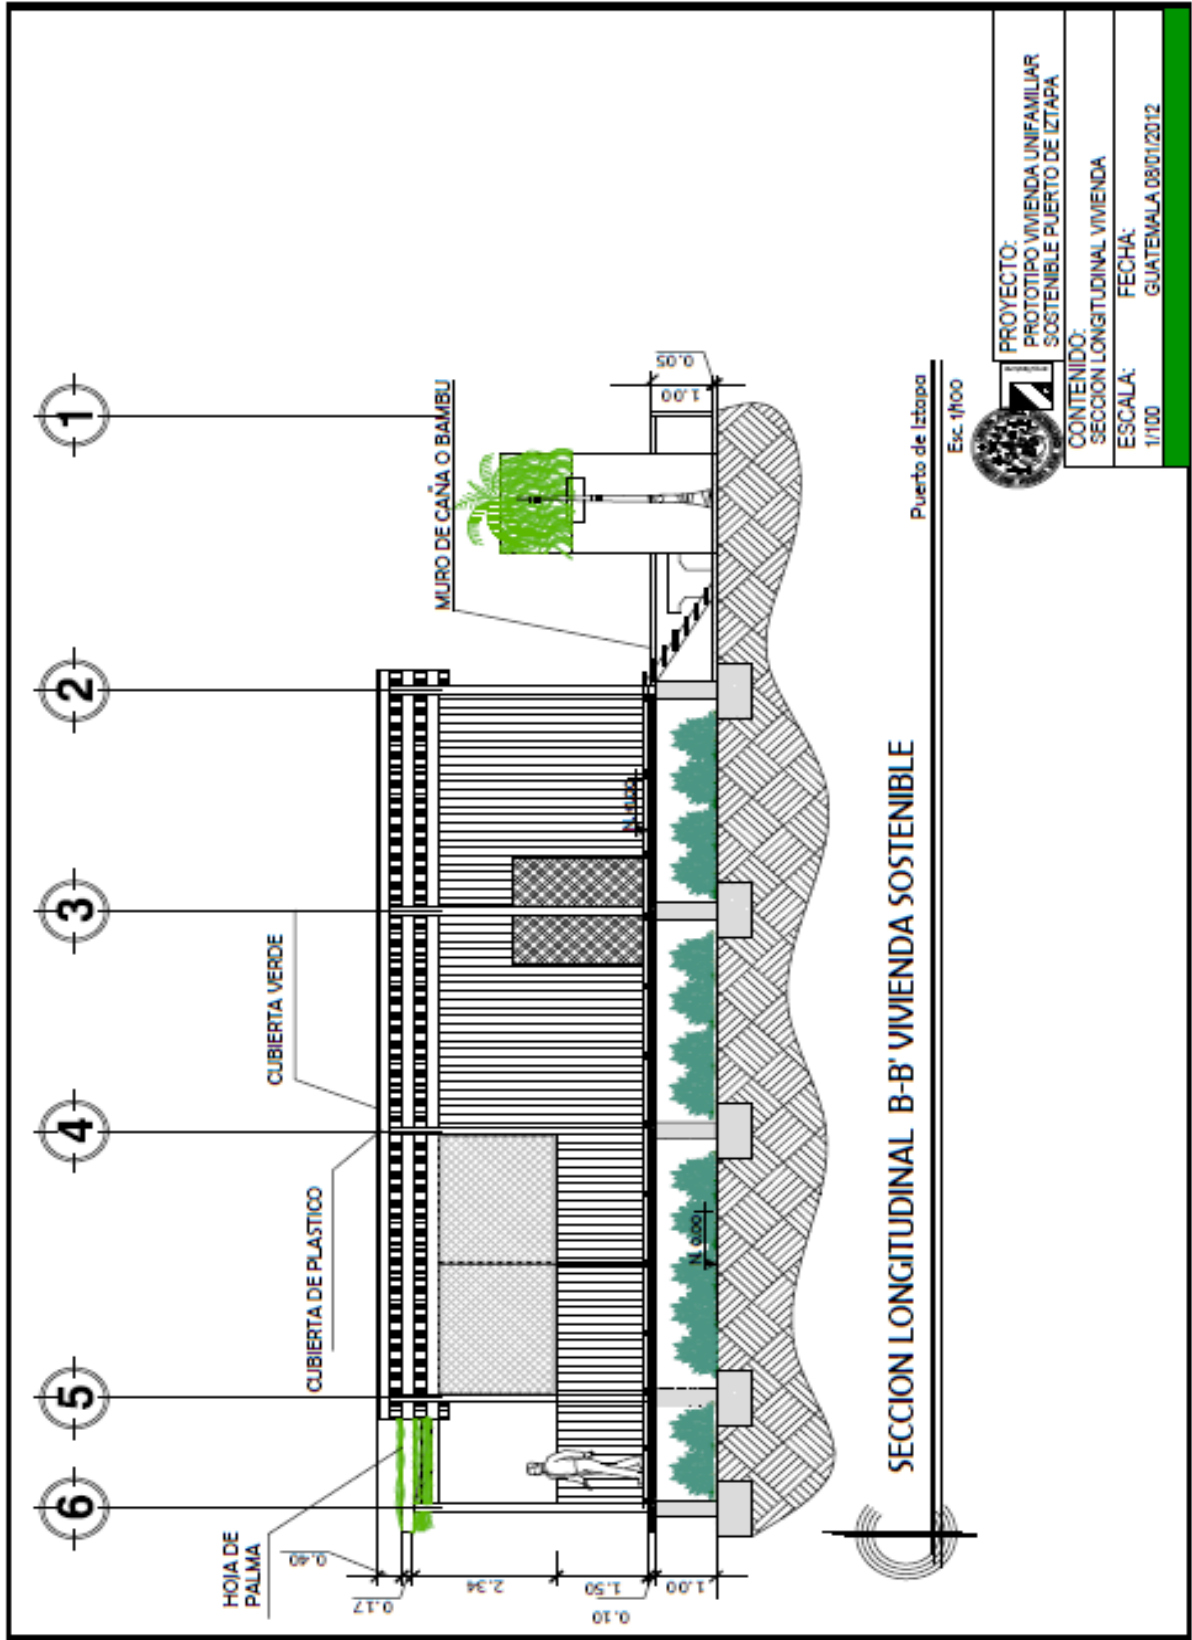 6
5
4
3
2
1
HOJA DE
PALMA
CUBIERTA DE PLASTICO
CUBIERTA VERDE
MURO DE CAÑA O BAMBU
0.40
0.17
2.34
1.50
0.10
1.00
N. 0.00
1.00
0.05
SECCION LONGITUDINAL B-B' VIVIENDA SOSTENIBLE
Puerto de Iztapa
Esc. 1/100
PROYECTO:
PROTOTIPO VIVIENDA UNIFAMILIAR
SOSTENIBLE PUERTO DE IZTAPA
CONTENIDO:
SECCION LONGITUDINAL VIVIENDA
ESCALA: FECHA:
1/100 GUATEMALA 08/01/2012